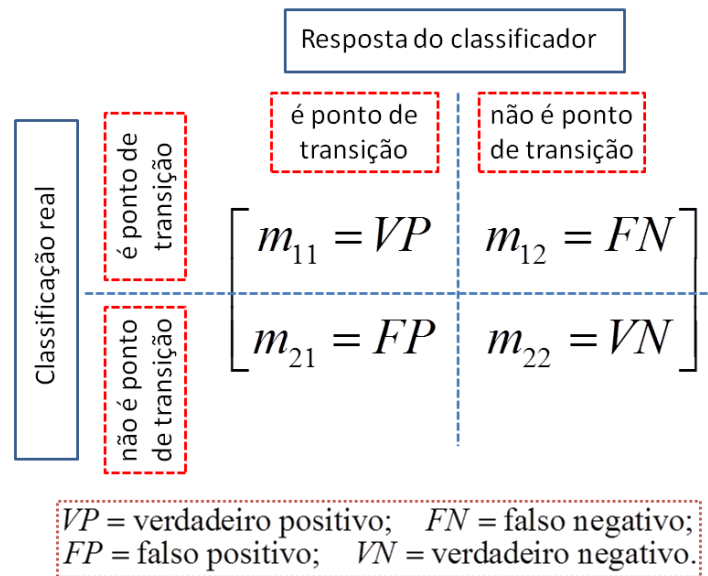 Resposta do classificador
é ponto de
transição
não é ponto
de transição
Classificação real
é ponto de
transição
não é ponto
de transição
m11 = VP
m12 = FN
m21 = FP
m22 = VN
VP = verdadeiro positivo; FN = falso negativo;
FP = falso positivo; VN = verdadeiro negativo.